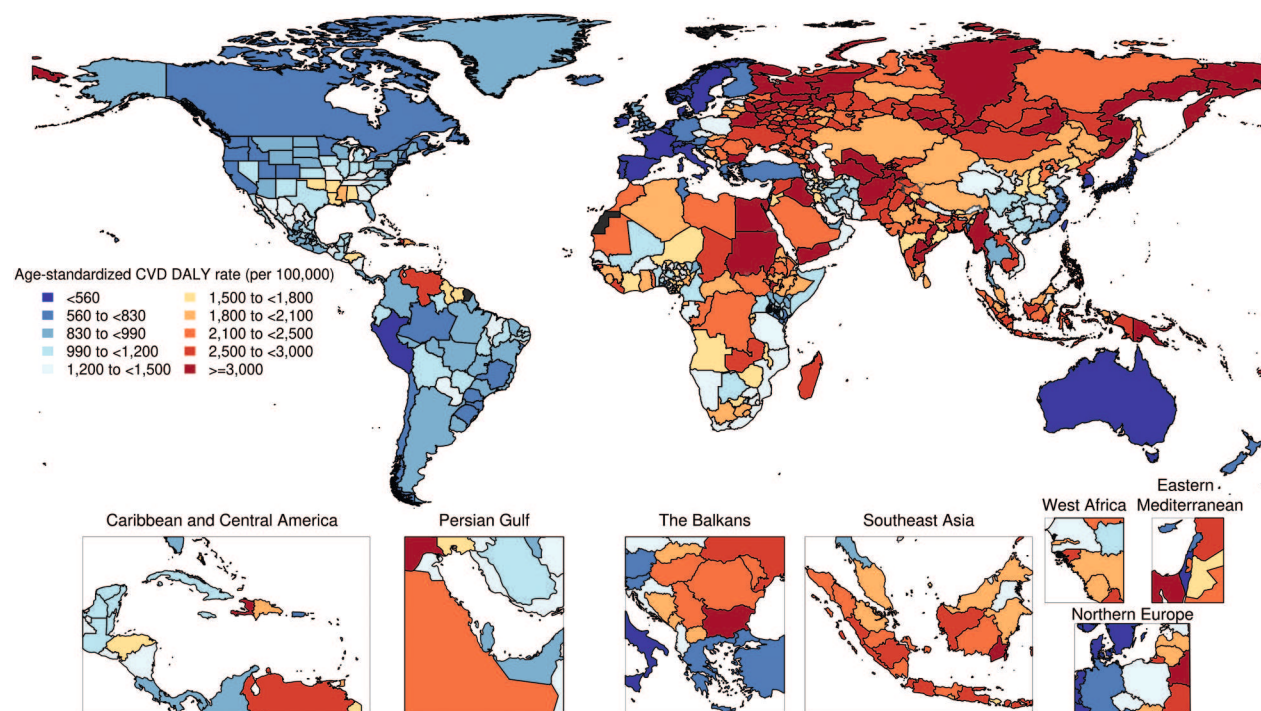 Age-standardized CVD DALY rate (per 100,000)
<560
560 to <830
830 to <990
990 to <1,200
1,200 to <1,500
1,500 to <1,800
1,800 to <2,100
2,100 to <2,500
2,500 to <3,000
>=3,000
Caribbean and Central America
Persian Gulf
The Balkans
Southeast Asia
West Africa
Eastern
Mediterranean
Northern Europe